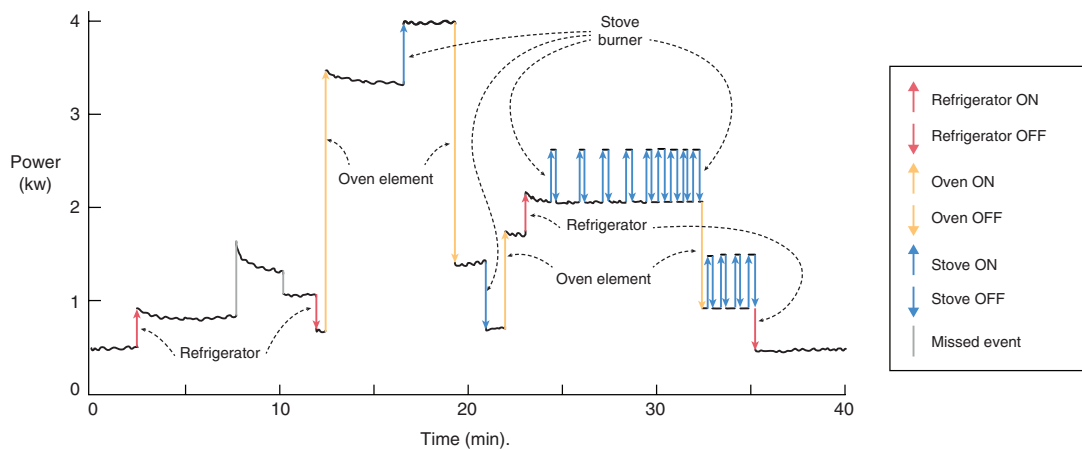 4
3
2
1
0
Power
(kw)
Stove
burner
Oven element
Refrigerator
Oven element
Refrigerator
0
10
20
30
40
Time (min).
Refrigerator ON
Refrigerator OFF
Oven ON
Oven OFF
Stove ON
Stove OFF
Missed event